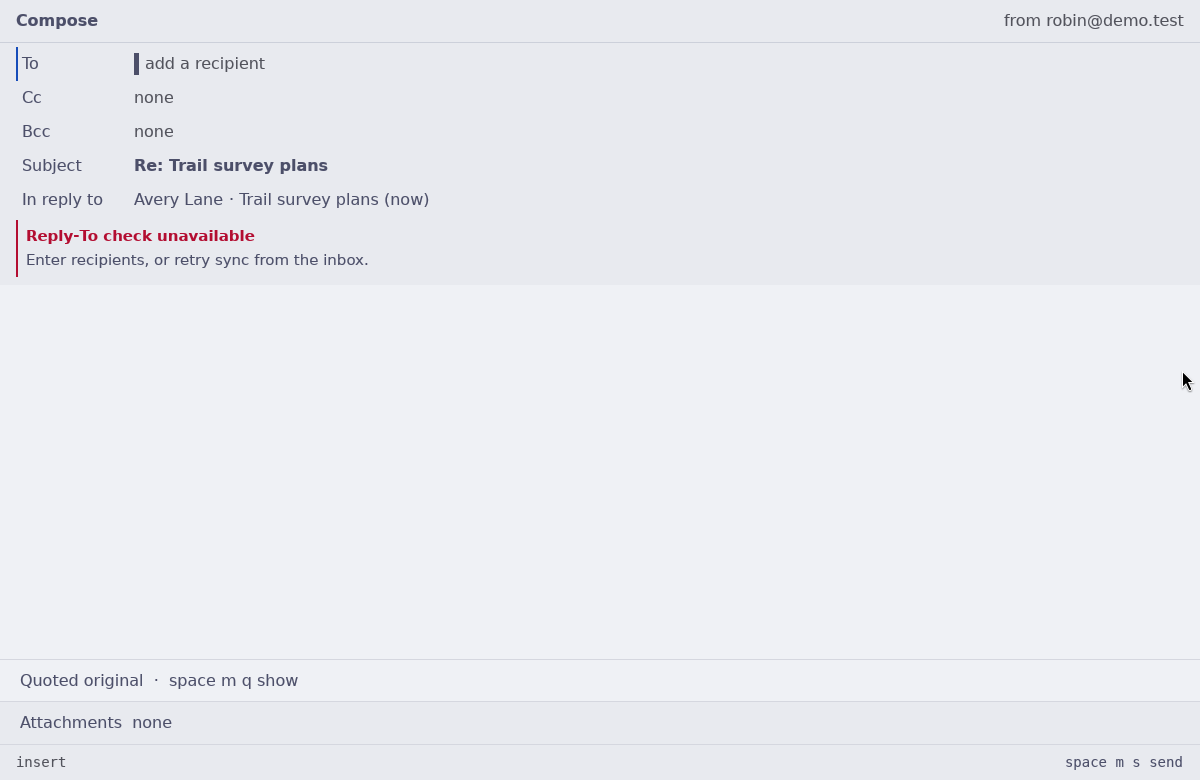 Compose from robin@demo.test
To add a recipient
Cc none
Bcc none
Subject Re: Trail survey plans
In reply to Avery Lane · Trail survey plans (now)
Reply-To check unavailable
Enter recipients, or retry sync from the inbox.
Quoted original · space m q show
Attachments none
insert space m s send